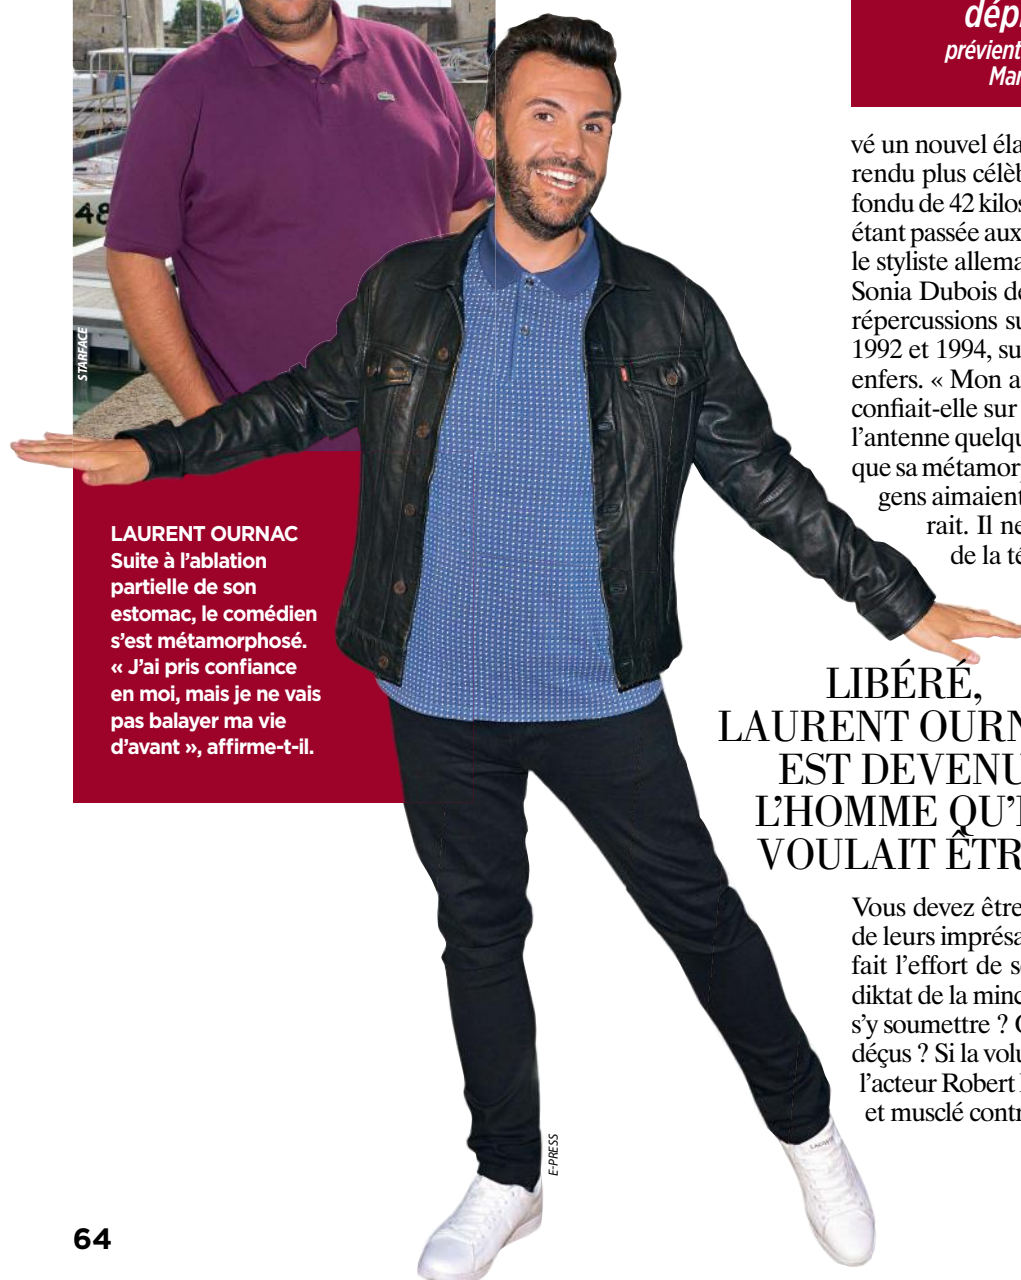 dép
prévient
Mar
48
STARFACE
LAURENT OURNAC
Suite à l’ablation
partielle de son
estomac, le comédien
s’est métamorphosé.
« J’ai pris confiance
en moi, mais je ne vais
pas balayer ma vie
d’avant », affirme-t-il.
vé un nouvel éla
rendu plus célèb
fondu de 42 kilos
étant passée aux
le styliste allema
Sonia Dubois de
répercussions su
1992 et 1994, su
enfers. « Mon a
confiait-elle sur
l’antenne quelqu
que sa métamor
gens aimaient
rait. Il ne
de la té
LIBÉRÉ,
LAURENT OURN
EST DEVENU
L’HOMME QU’
VOULAIT ÊTR
Vous devez être
de leurs imprésa
fait l’effort de s
diktat de la minc
s’y soumettre ?
déçus ? Si la volu
l’acteur Robert
et musclé contr
E-PRESS
LACOSTE
64